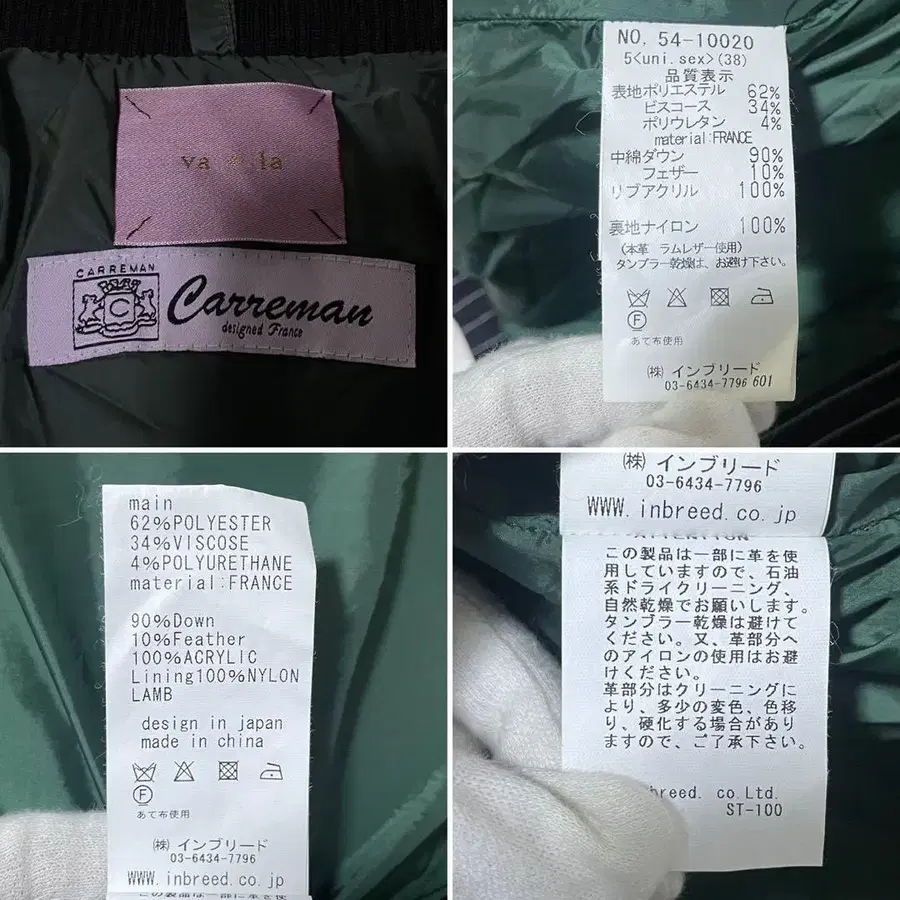 va la
CARREMAN
C
Carreman
designed France
NO, 54-10020
5<uni.sex>(38)
品質表示
表地ポリエステル 62%
ビスコース 34%
ポリウレタン 4%
material:FRANCE
中綿ダウン 90%
フェザー 10%
リブアクリル 100%
裏地ナイロン 100%
(本革 ラムレザー使用)
タンブラー乾燥は、お避け下さい。
F
あて布使用
(株) インブリード
03-6434-7796 601
main
62%POLYESTER
34%VISCOSE
4%POLYURETHANE
material:FRANCE
90%Down
10%Feather
100%ACRYLIC
Lining100%NYLON
LAMB
design in japan
made in china
F
あて布使用
(株) インブリード
03-6434-7796
WWW. inbreed.co.jp
(株) インブリード
03-6434-7796
WWW. inbreed.co.jp
ATTENTION
この製品は一部に革を使
用していますので、石油
系ドライクリーニング、
自然乾燥でお願いします。
タンブラー乾燥は避けて
ください。又、革部分へ
のアイロンの使用はお避
けください。
革部分はクリーニングに
より、多少の変色、色移
り、硬化する場合があり
ますので、ご了承下さい。
nbreed. co.Ltd.
ST-100